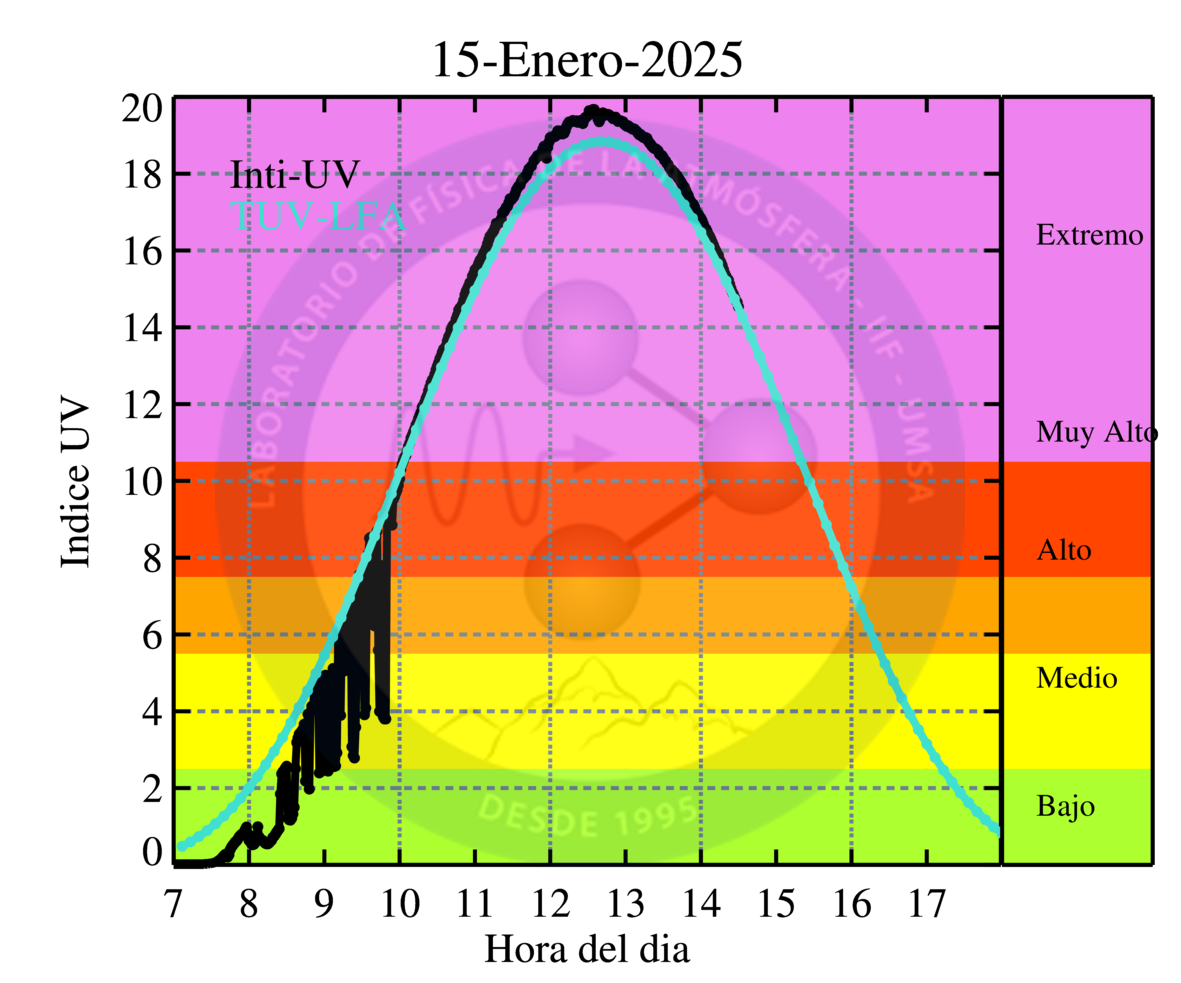 15-Enero-2025
Indice UV
20
18
16
14
12
10
8
6
4
2
0
Inti-UV
TUV-LFA
LABORATORIO DE FÍSICA DE LA ATMÓSFERA - IIF - UMSA
DESDE 1995
Extremo
Muy Alto
Alto
Medio
Bajo
7 8 9 10 11 12 13 14 15 16 17
Hora del dia